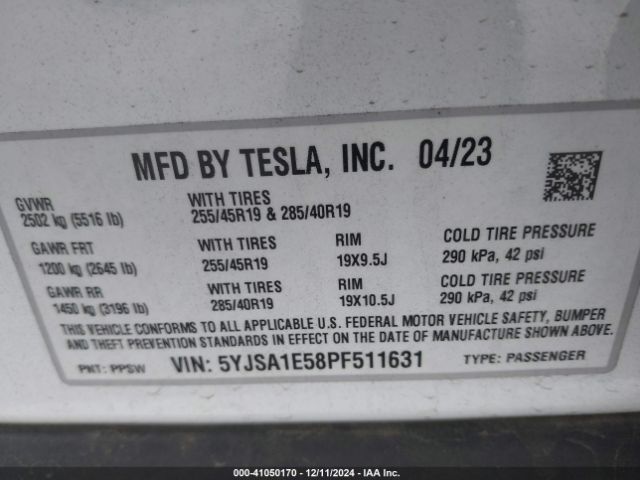 MFD BY TESLA, INC. 04/23
GVWR
2502 kg (5516 lb)
WITH TIRES
255/45R19 & 285/40R19
GAWR FRT
1200 kg (2645 lb)
WITH TIRES
255/45R19
RIM
19X9.5J
COLD TIRE PRESSURE
290 kPa, 42 psi
GAWR RR
1450 kg (3196 lb)
WITH TIRES
285/40R19
RIM
19X10.5J
COLD TIRE PRESSURE
290 kPa, 42 psi
THIS VEHICLE CONFORMS TO ALL APPLICABLE U.S. FEDERAL MOTOR VEHICLE SAFETY, BUMPER
AND THEFT PREVENTION STANDARDS IN EFFECT ON THE DATE OF MANUFACTURE SHOWN ABOVE.
PNT: PPSW VIN: 5YJSA1E58PF511631 TYPE: PASSENGER
000-41050170 - 12/11/2024 - IAA Inc.